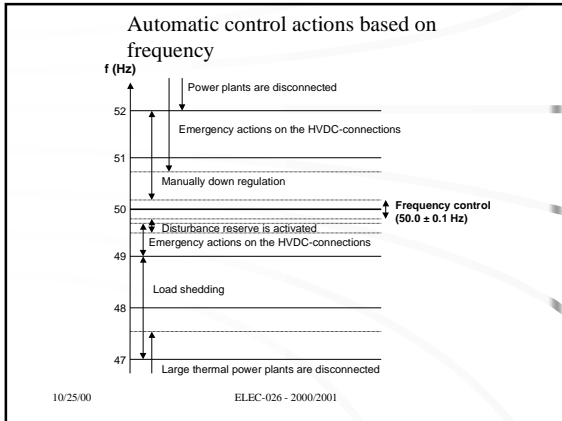 Automatic control actions based on
frequency
f (Hz)
Power plants are disconnected
52
Emergency actions on the HVDC-connections
51
Manually down regulation
50
Frequency control
(50.0 ± 0.1 Hz)
Disturbance reserve is activated
Emergency actions on the HVDC-connections
49
Load shedding
48
47
Large thermal power plants are disconnected
10/25/00
ELEC-026 - 2000/2001